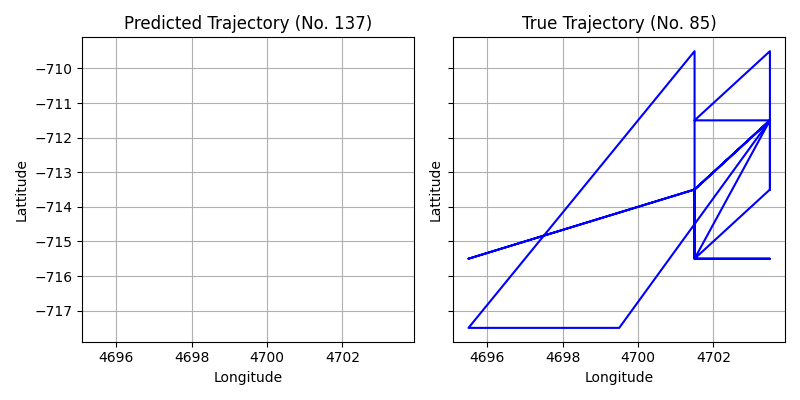 Predicted Trajectory (No. 137)
−710
−711
−712
−713
−714
−715
−716
−717
Lattitude
4696 4698 4700 4702
Longitude
True Trajectory (No. 85)
Lattitude
4696 4698 4700 4702
Longitude